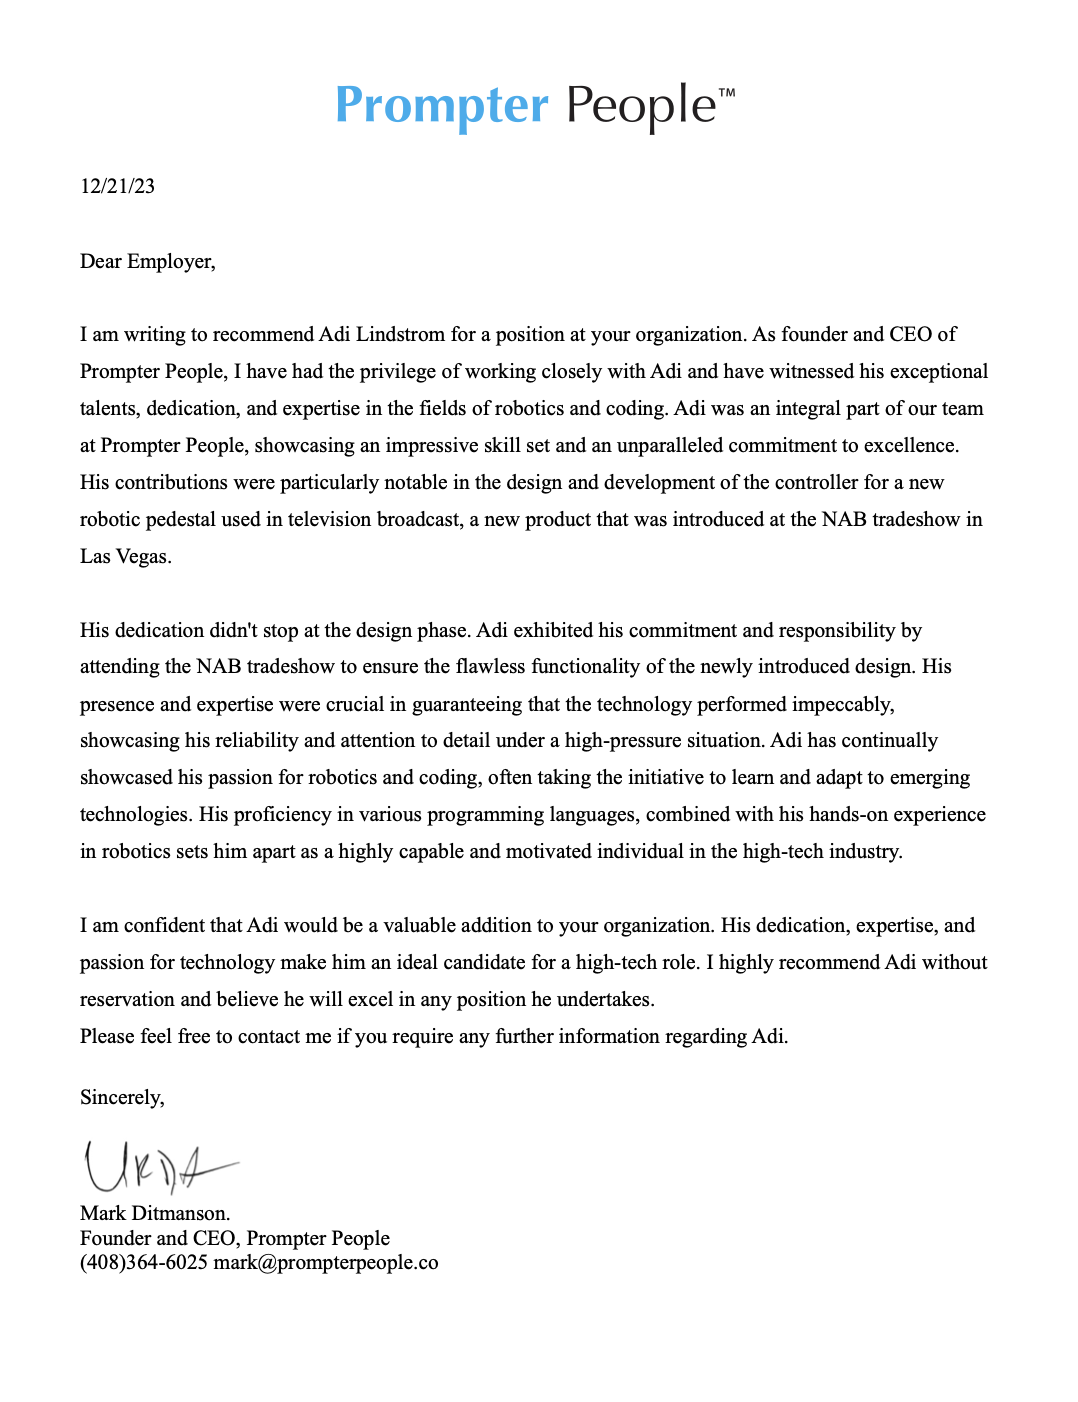 Prompter People™
12/21/23
Dear Employer,
I am writing to recommend Adi Lindstrom for a position at your organization. As founder and CEO of
Prompter People, I have had the privilege of working closely with Adi and have witnessed his exceptional
talents, dedication, and expertise in the fields of robotics and coding. Adi was an integral part of our team
at Prompter People, showcasing an impressive skill set and an unparalleled commitment to excellence.
His contributions were particularly notable in the design and development of the controller for a new
robotic pedestal used in television broadcast, a new product that was introduced at the NAB tradeshow in
Las Vegas.
His dedication didn't stop at the design phase. Adi exhibited his commitment and responsibility by
attending the NAB tradeshow to ensure the flawless functionality of the newly introduced design. His
presence and expertise were crucial in guaranteeing that the technology performed impeccably,
showcasing his reliability and attention to detail under a high-pressure situation. Adi has continually
showcased his passion for robotics and coding, often taking the initiative to learn and adapt to emerging
technologies. His proficiency in various programming languages, combined with his hands-on experience
in robotics sets him apart as a highly capable and motivated individual in the high-tech industry.
I am confident that Adi would be a valuable addition to your organization. His dedication, expertise, and
passion for technology make him an ideal candidate for a high-tech role. I highly recommend Adi without
reservation and believe he will excel in any position he undertakes.
Please feel free to contact me if you require any further information regarding Adi.
Sincerely,
Mark Ditmanson.
Founder and CEO, Prompter People
(408)364-6025 mark@prompterpeople.co